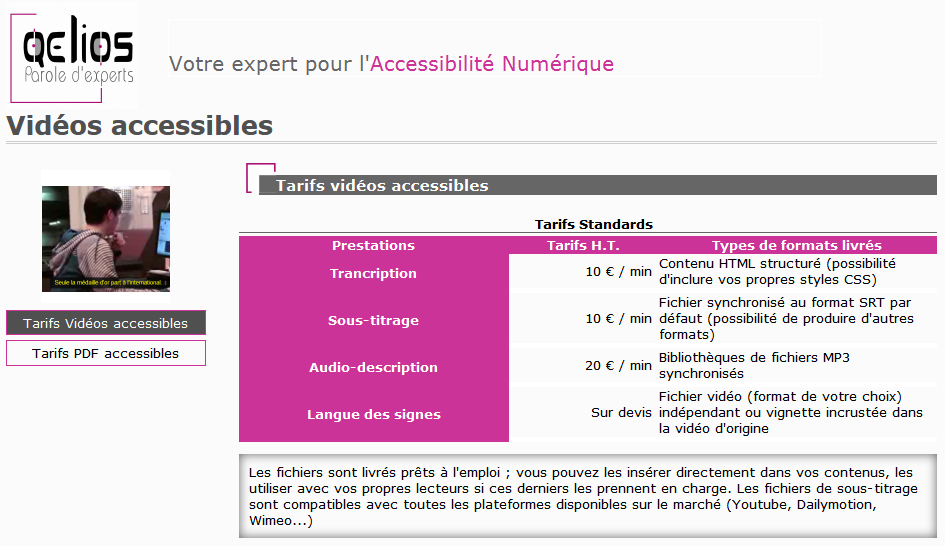 QELIOS
Parole d'experts
Votre expert pour l'Accessibilité Numérique
Vidéos accessibles
Seule la médaille d'or part à l'international.
Tarifs Vidéos accessibles
Tarifs PDF accessibles
Tarifs vidéos accessibles
Tarifs Standards
Prestations Tarifs H.T. Types de formats livrés
Trancription 10 € / min Contenu HTML structuré (possibilité
d'inclure vos propres styles CSS)
Sous-titrage 10 € / min Fichier synchronisé au format SRT par
défaut (possibilité de produire d'autres
formats)
Audio-description 20 € / min Bibliothèques de fichiers MP3
synchronisés
Langue des signes Sur devis Fichier vidéo (format de votre choix)
indépendant ou vignette incrustée dans
la vidéo d'origine
Les fichiers sont livrés prêts à l'emploi ; vous pouvez les insérer directement dans vos contenus, les
utiliser avec vos propres lecteurs si ces derniers les prennent en charge. Les fichiers de sous-titrage
sont compatibles avec toutes les plateformes disponibles sur le marché (Youtube, Dailymotion,
Wimeo...)